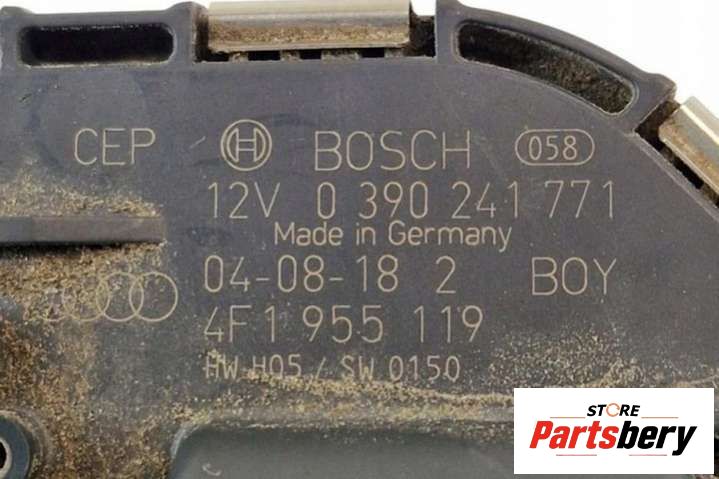 CEP BOSCH 058
12V 0 390 241 771
Made in Germany
04-08-18 2 BOY
4F1 955 119
HW H05 / SW 0150
STORE
Partsbery